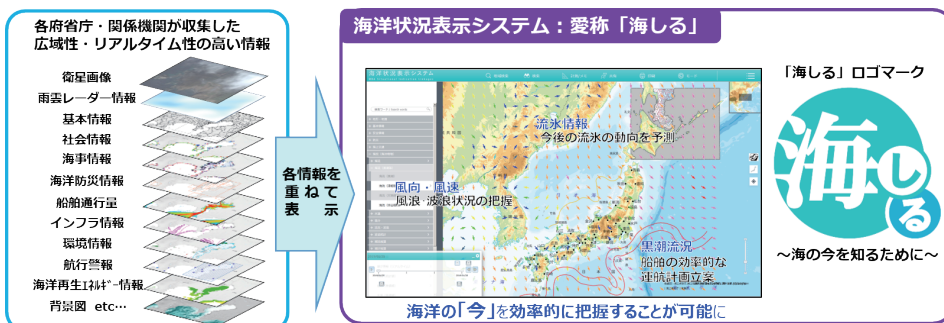 各府省庁・関係機関が収集した
広域性・リアルタイム性の高い情報
衛星画像
雨雲レーダー情報
基本情報
社会情報
海事情報
海洋防災情報
船舶通行量
インフラ情報
環境情報
航行警報
海洋再生エネルギー情報
背景図 etc…
各情報を
重ねて
表示
海洋状況表示システム：愛称「海しる」
海洋状況表示システム
流氷情報
今後の流氷の動向を予測
風向・風速
風浪・波浪状況の把握
黒潮流況
船舶の効率的な
運航計画立案
海洋の「今」を効率的に把握することが可能に
「海しる」ロゴマーク
海しる
～海の今を知るために～